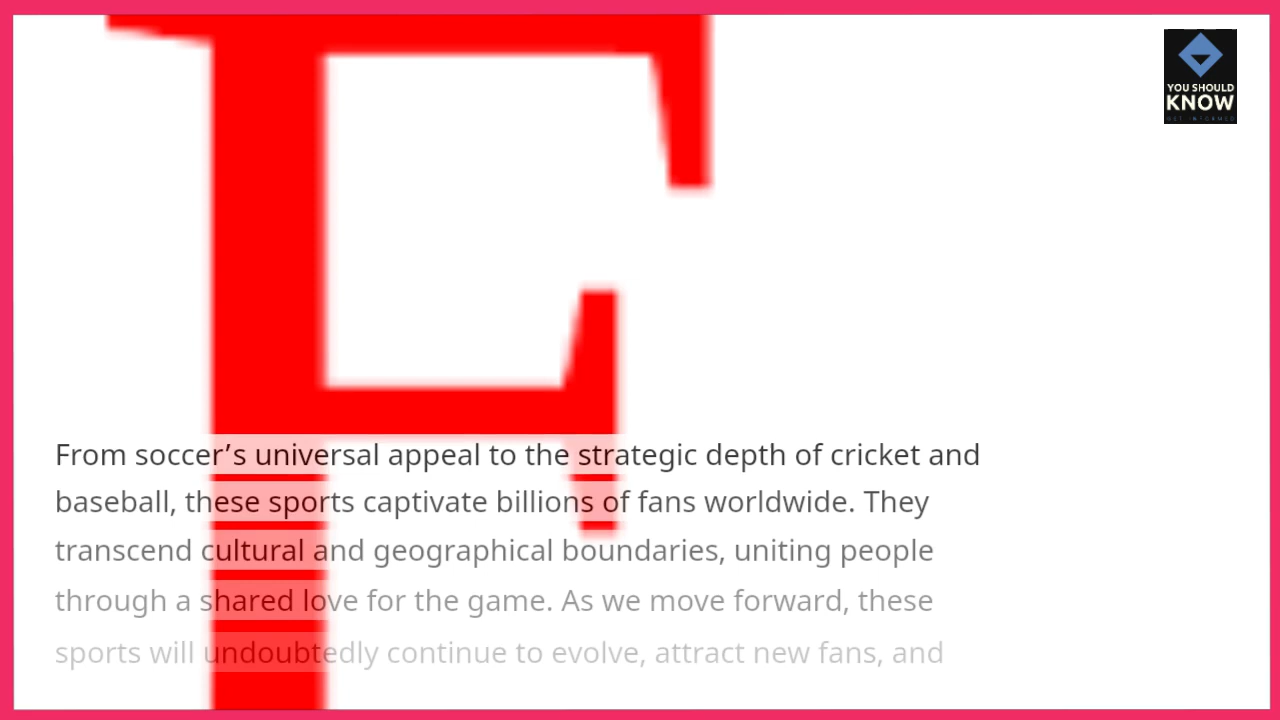 F
YOU SHOULD
KNOW
GET INFORMED
From soccer’s universal appeal to the strategic depth of cricket and
baseball, these sports captivate billions of fans worldwide. They
transcend cultural and geographical boundaries, uniting people
through a shared love for the game. As we move forward, these
sports will undoubtedly continue to evolve, attract new fans, and